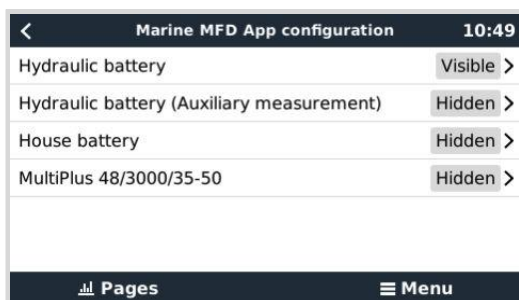 Marine MFD App configuration 10:49
Hydraulic battery Visible
Hydraulic battery (Auxiliary measurement) Hidden
House battery Hidden
MultiPlus 48/3000/35-50 Hidden
Pages Menu